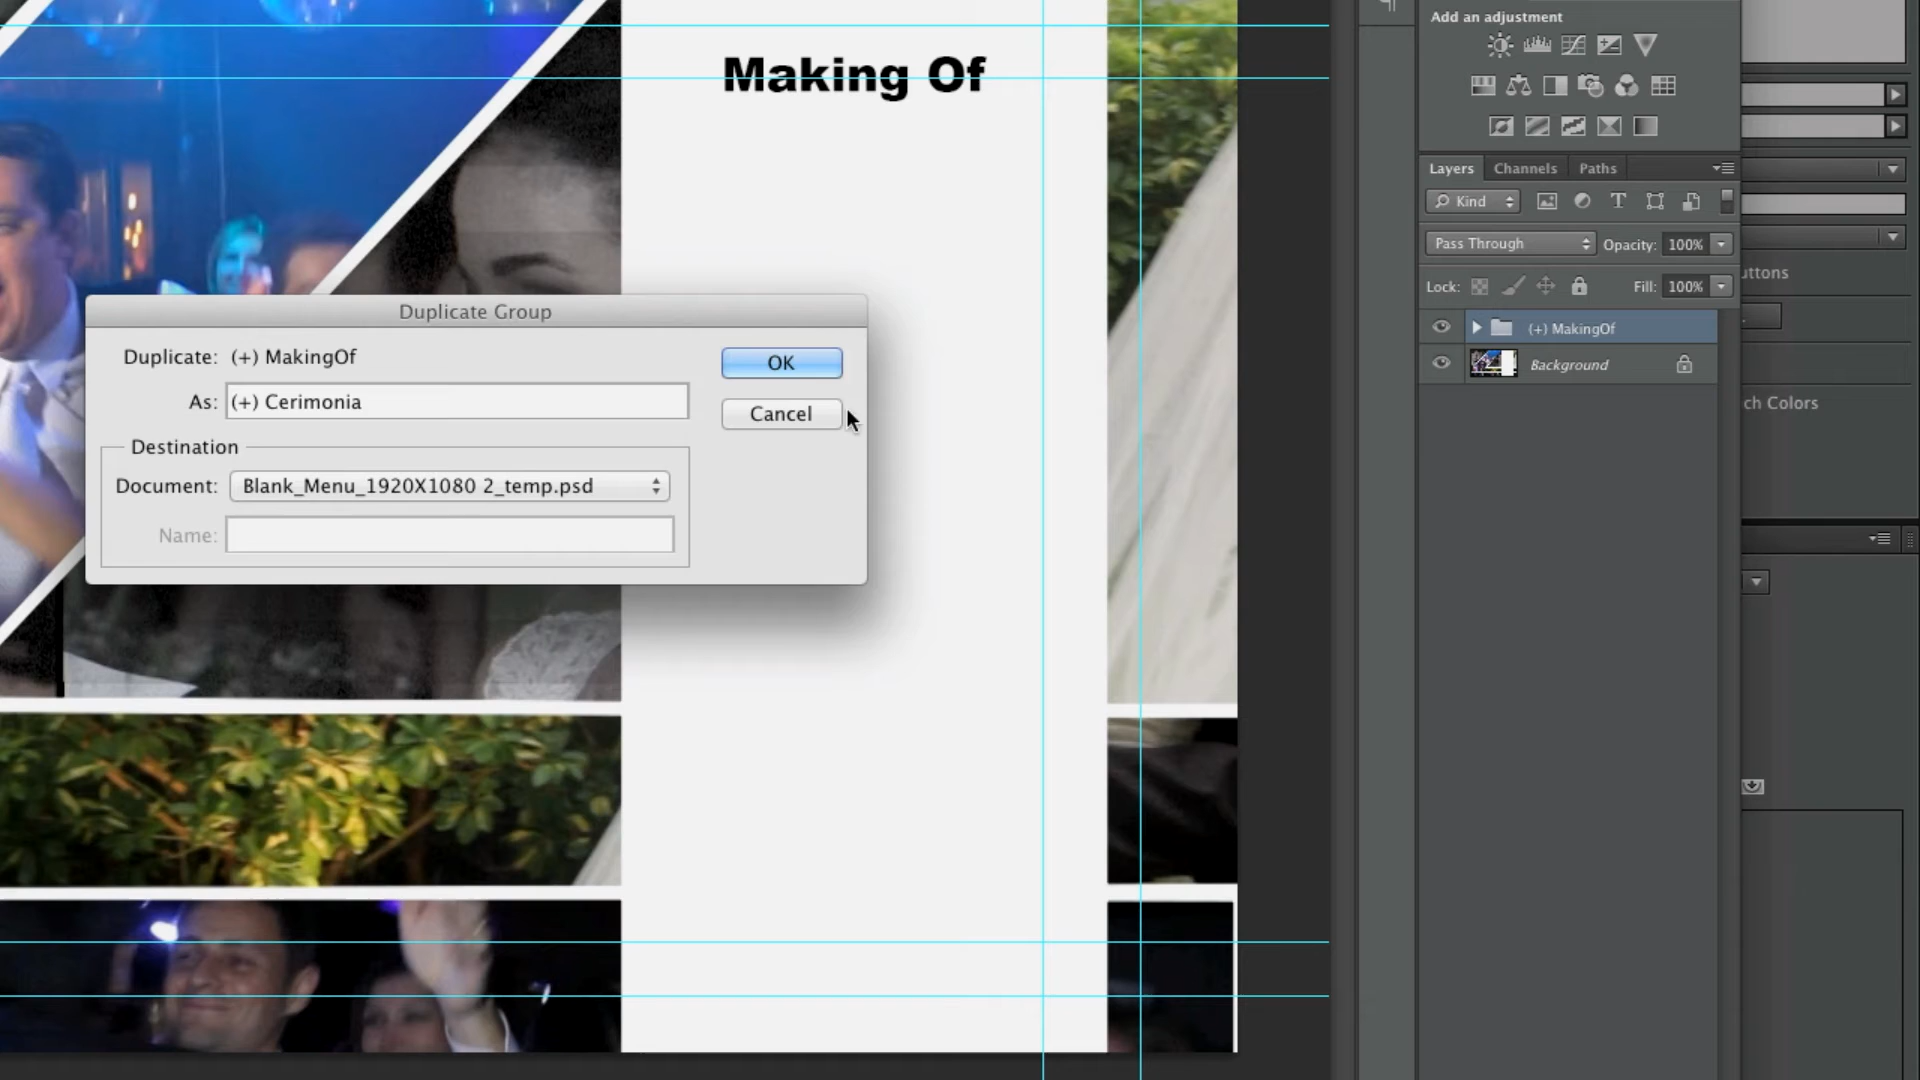 Add an adjustment
Making Of
Layers Channels Paths
Kind
Pass Through Opacity: 100%
Lock: Fill: 100%
(+) MakingOf
Background
Duplicate Group
Duplicate: (+) MakingOf
As: (+) Cerimonia
OK
Cancel
Destination
Document: Blank_Menu_1920X1080 2_temp.psd
Name:
uttons
ch Colors